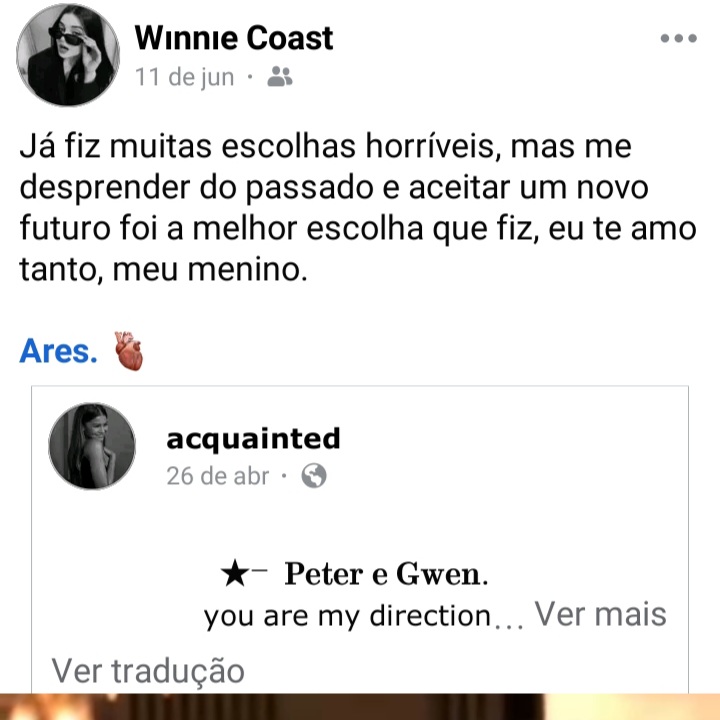 Wınnıe Coast
11 de jun ·
Já fiz muitas escolhas horríveis, mas me
desprender do passado e aceitar um novo
futuro foi a melhor escolha que fiz, eu te amo
tanto, meu menino.
Ares. 🫀
acquainted
26 de abr ·
★— Peter e Gwen.
you are my direction... Ver mais
Ver tradução